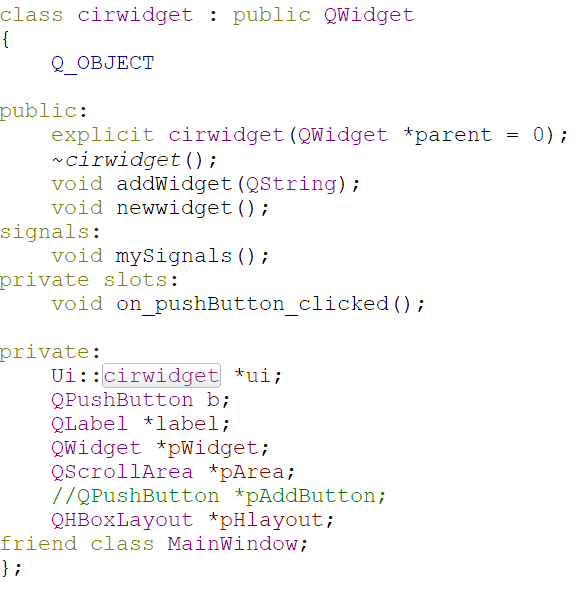 class cirwidget : public QWidget
{
    Q_OBJECT

public:
    explicit cirwidget(QWidget *parent = 0);
    ~cirwidget();
    void addWidget(QString);
    void newwidget();
signals:
    void mySignals();
private slots:
    void on_pushButton_clicked();

private:
    Ui::cirwidget *ui;
    QPushButton b;
    QLabel *label;
    QWidget *pWidget;
    QScrollArea *pArea;
    //QPushButton *pAddButton;
    QHBoxLayout *pHlayout;
friend class MainWindow;
};